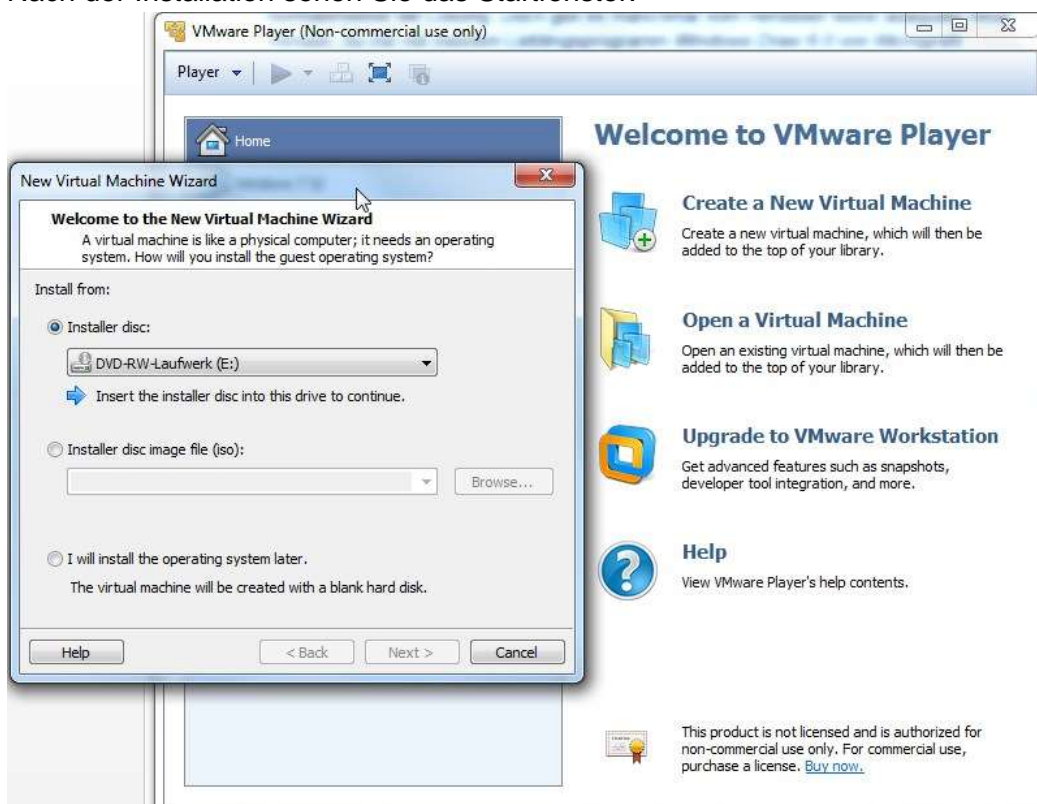 Nach der Installation sehen Sie das Startfenster:
VMware Player (Non-commercial use only)
Player
Home
Welcome to VMware Player
Create a New Virtual Machine
Create a new virtual machine, which will then be
added to the top of your library.
Open a Virtual Machine
Open an existing virtual machine, which will then be
added to the top of your library.
Upgrade to VMware Workstation
Get advanced features such as snapshots,
developer tool integration, and more.
Help
View VMware Player's help contents.
This product is not licensed and is authorized for
non-commercial use only. For commercial use,
purchase a license. Buy now.
New Virtual Machine Wizard
Welcome to the New Virtual Machine Wizard
A virtual machine is like a physical computer; it needs an operating
system. How will you install the guest operating system?
Install from:
Installer disc:
DVD-RW-Laufwerk (E:)
Insert the installer disc into this drive to continue.
Installer disc image file (iso):
Browse...
I will install the operating system later.
The virtual machine will be created with a blank hard disk.
Help
< Back
Next >
Cancel